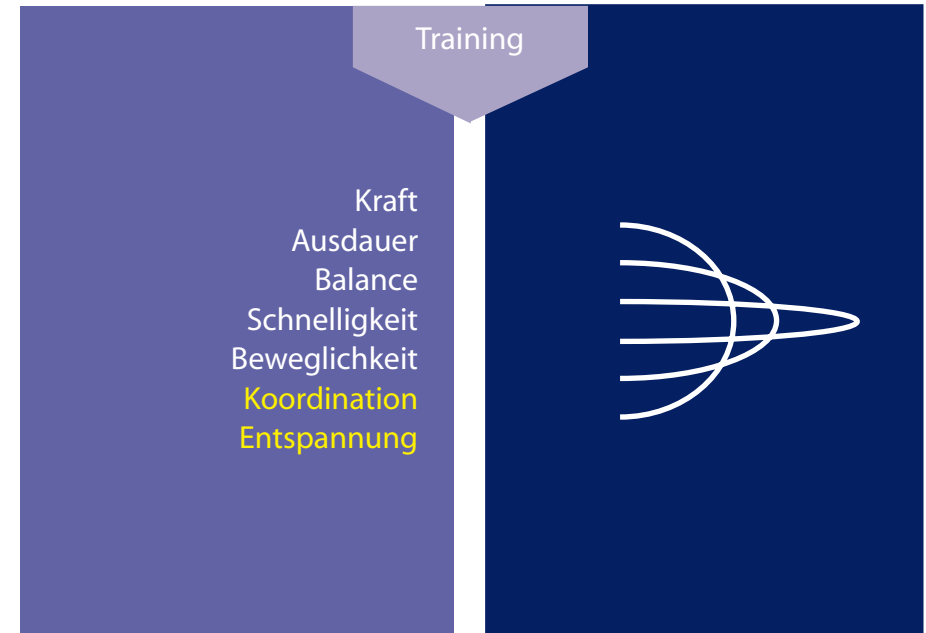 Training
Kraft
Ausdauer
Balance
Schnelligkeit
Beweglichkeit
Koordination
Entspannung